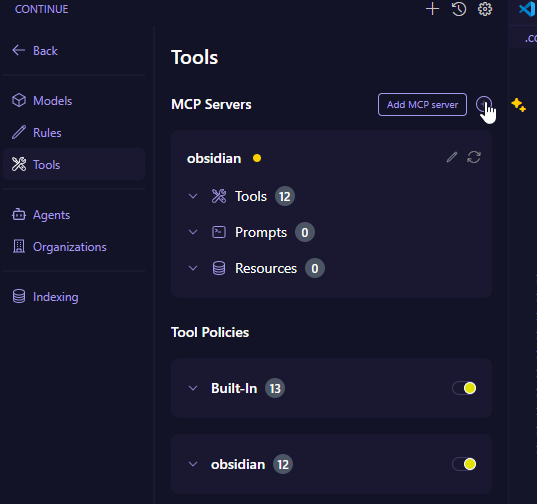 CONTINUE
Back
Models
Rules
Tools
Agents
Organizations
Indexing
Tools
MCP Servers
Add MCP server
obsidian
Tools 12
Prompts 0
Resources 0
Tool Policies
Built-In 13
obsidian 12